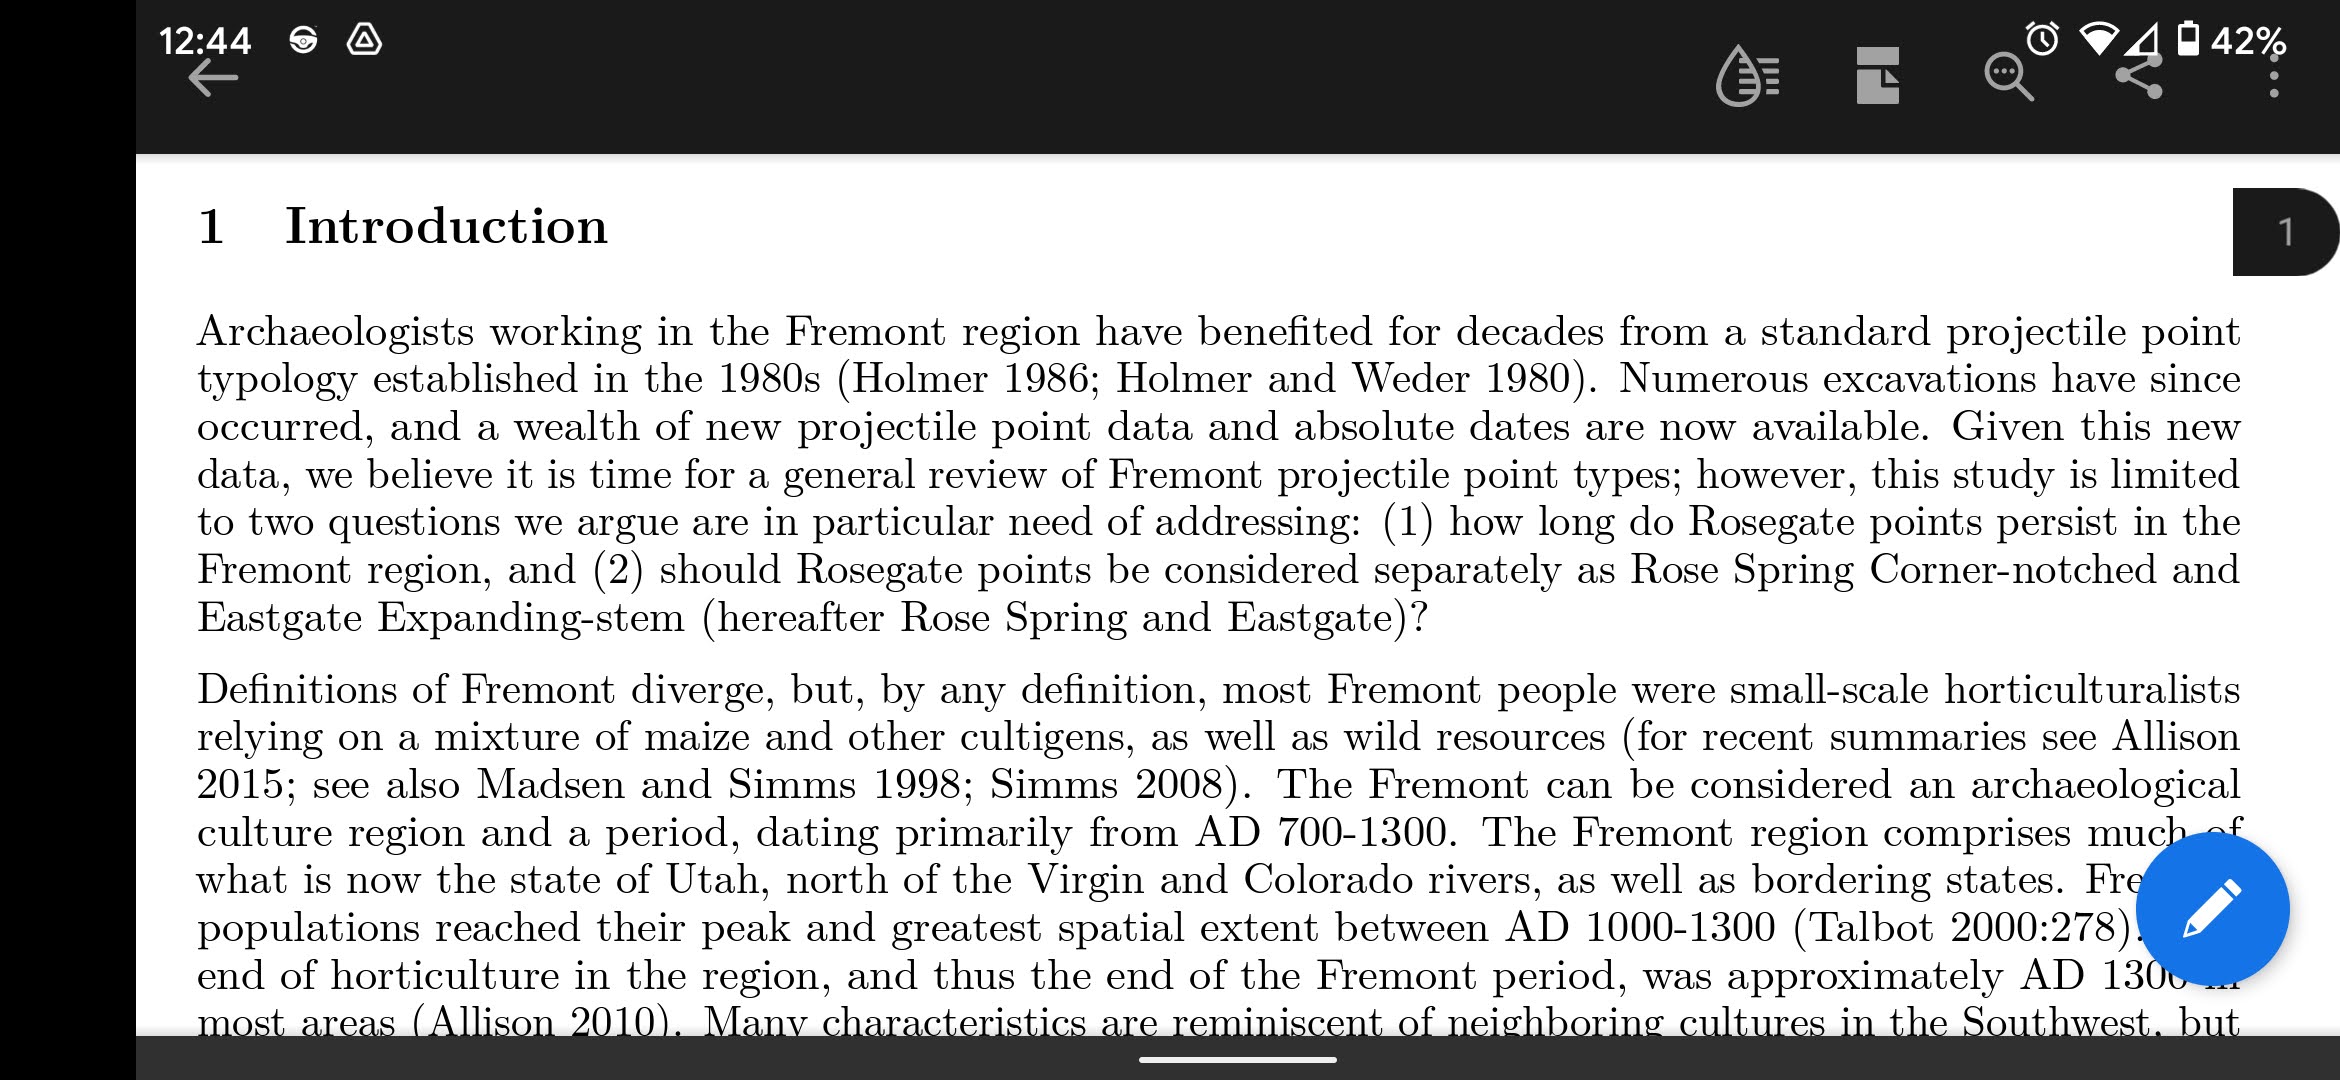 12:44
42%
1 Introduction
1
Archaeologists working in the Fremont region have benefited for decades from a standard projectile point
typology established in the 1980s (Holmer 1986; Holmer and Weder 1980). Numerous excavations have since
occurred, and a wealth of new projectile point data and absolute dates are now available. Given this new
data, we believe it is time for a general review of Fremont projectile point types; however, this study is limited
to two questions we argue are in particular need of addressing: (1) how long do Rosegate points persist in the
Fremont region, and (2) should Rosegate points be considered separately as Rose Spring Corner-notched and
Eastgate Expanding-stem (hereafter Rose Spring and Eastgate)?
Definitions of Fremont diverge, but, by any definition, most Fremont people were small-scale horticulturalists
relying on a mixture of maize and other cultigens, as well as wild resources (for recent summaries see Allison
2015; see also Madsen and Simms 1998; Simms 2008). The Fremont can be considered an archaeological
culture region and a period, dating primarily from AD 700-1300. The Fremont region comprises much of
what is now the state of Utah, north of the Virgin and Colorado rivers, as well as bordering states.
populations reached their peak and greatest spatial extent between AD 1000-1300 (Talbot 2000:278).
end of horticulture in the region, and thus the end of the Fremont period, was approximately AD 1300
most areas (Allison 2010). Many characteristics are reminiscent of neighboring cultures in the Southwest, but